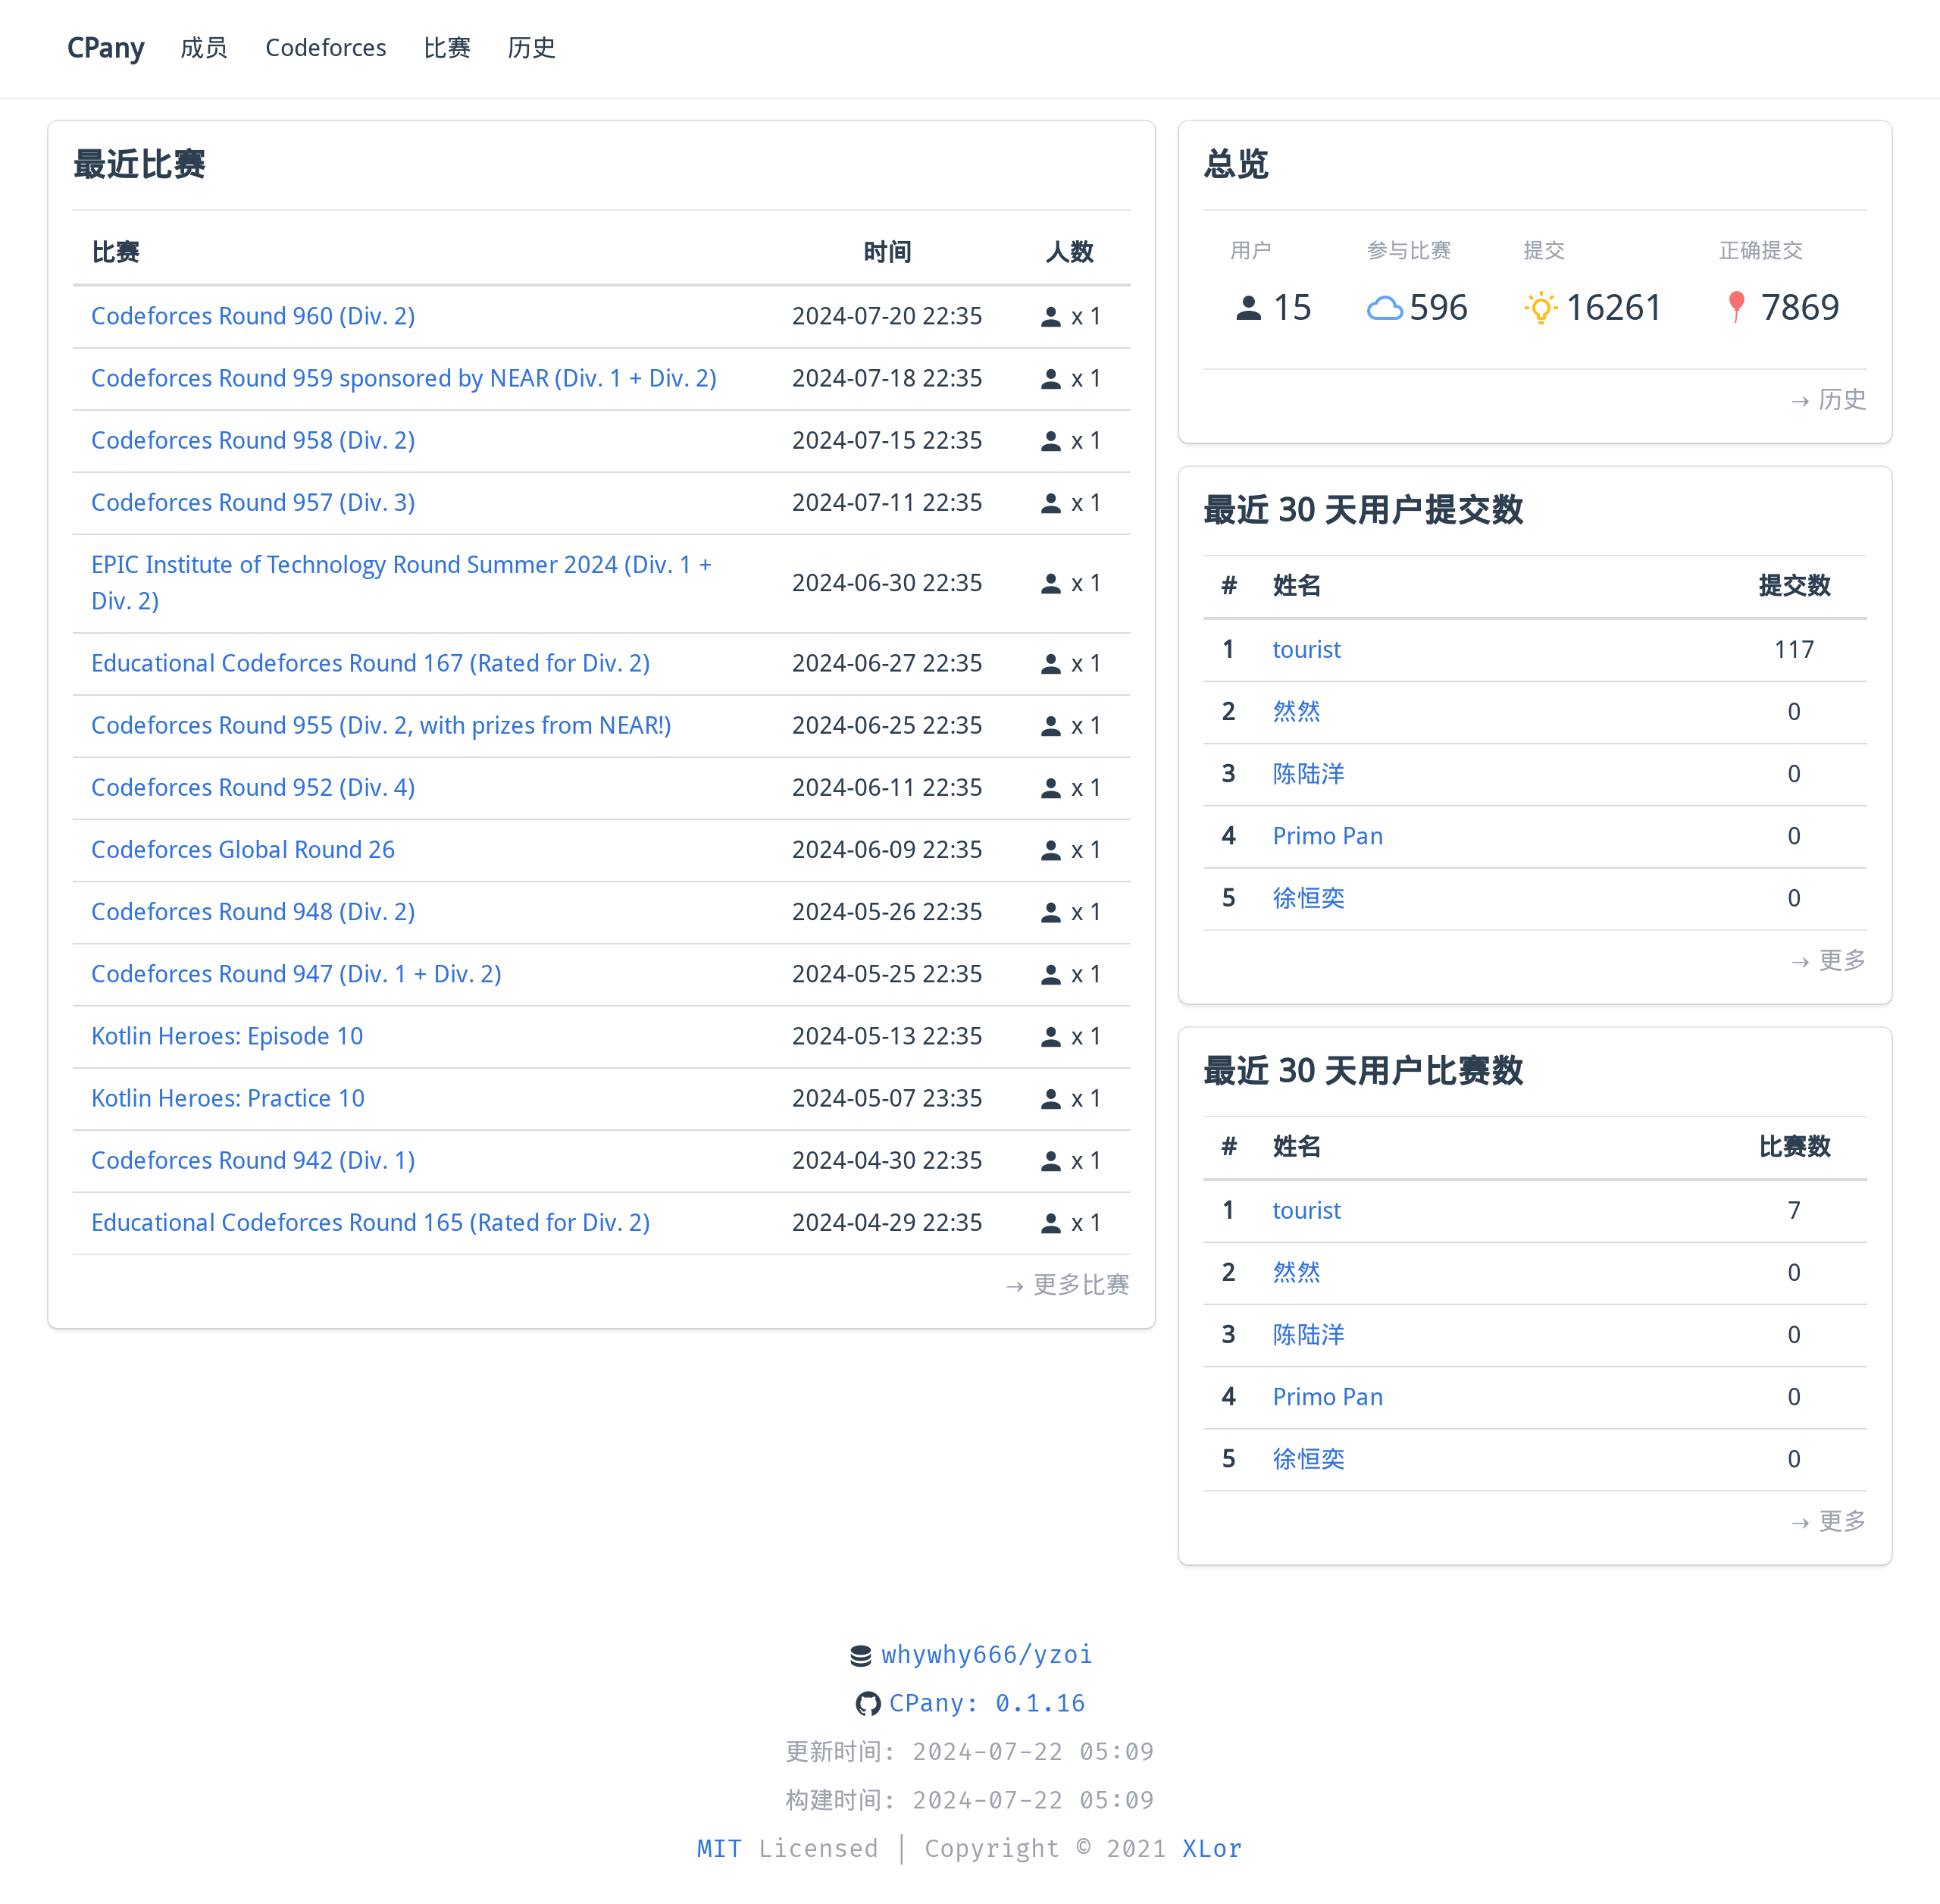 CPany 成员 Codeforces 比赛 历史
最近比赛
比赛 时间 人数
Codeforces Round 960 (Div. 2) 2024-07-20 22:35 x 1
Codeforces Round 959 sponsored by NEAR (Div. 1 + Div. 2) 2024-07-18 22:35 x 1
Codeforces Round 958 (Div. 2) 2024-07-15 22:35 x 1
Codeforces Round 957 (Div. 3) 2024-07-11 22:35 x 1
EPIC Institute of Technology Round Summer 2024 (Div. 1 +
Div. 2) 2024-06-30 22:35 x 1
Educational Codeforces Round 167 (Rated for Div. 2) 2024-06-27 22:35 x 1
Codeforces Round 955 (Div. 2, with prizes from NEAR!) 2024-06-25 22:35 x 1
Codeforces Round 952 (Div. 4) 2024-06-11 22:35 x 1
Codeforces Global Round 26 2024-06-09 22:35 x 1
Codeforces Round 948 (Div. 2) 2024-05-26 22:35 x 1
Codeforces Round 947 (Div. 1 + Div. 2) 2024-05-25 22:35 x 1
Kotlin Heroes: Episode 10 2024-05-13 22:35 x 1
Kotlin Heroes: Practice 10 2024-05-07 23:35 x 1
Codeforces Round 942 (Div. 1) 2024-04-30 22:35 x 1
Educational Codeforces Round 165 (Rated for Div. 2) 2024-04-29 22:35 x 1
→ 更多比赛
总览
用户 参与比赛 提交 正确提交
15 596 16261 7869
→ 历史
最近 30 天用户提交数
# 姓名 提交数
1 tourist 117
2 然然 0
3 陈陆洋 0
4 Primo Pan 0
5 徐恒奕 0
→ 更多
最近 30 天用户比赛数
# 姓名 比赛数
1 tourist 7
2 然然 0
3 陈陆洋 0
4 Primo Pan 0
5 徐恒奕 0
→ 更多
whywhy666/yzoi
CPany: 0.1.16
更新时间: 2024-07-22 05:09
构建时间: 2024-07-22 05:09
MIT Licensed | Copyright © 2021 XLor